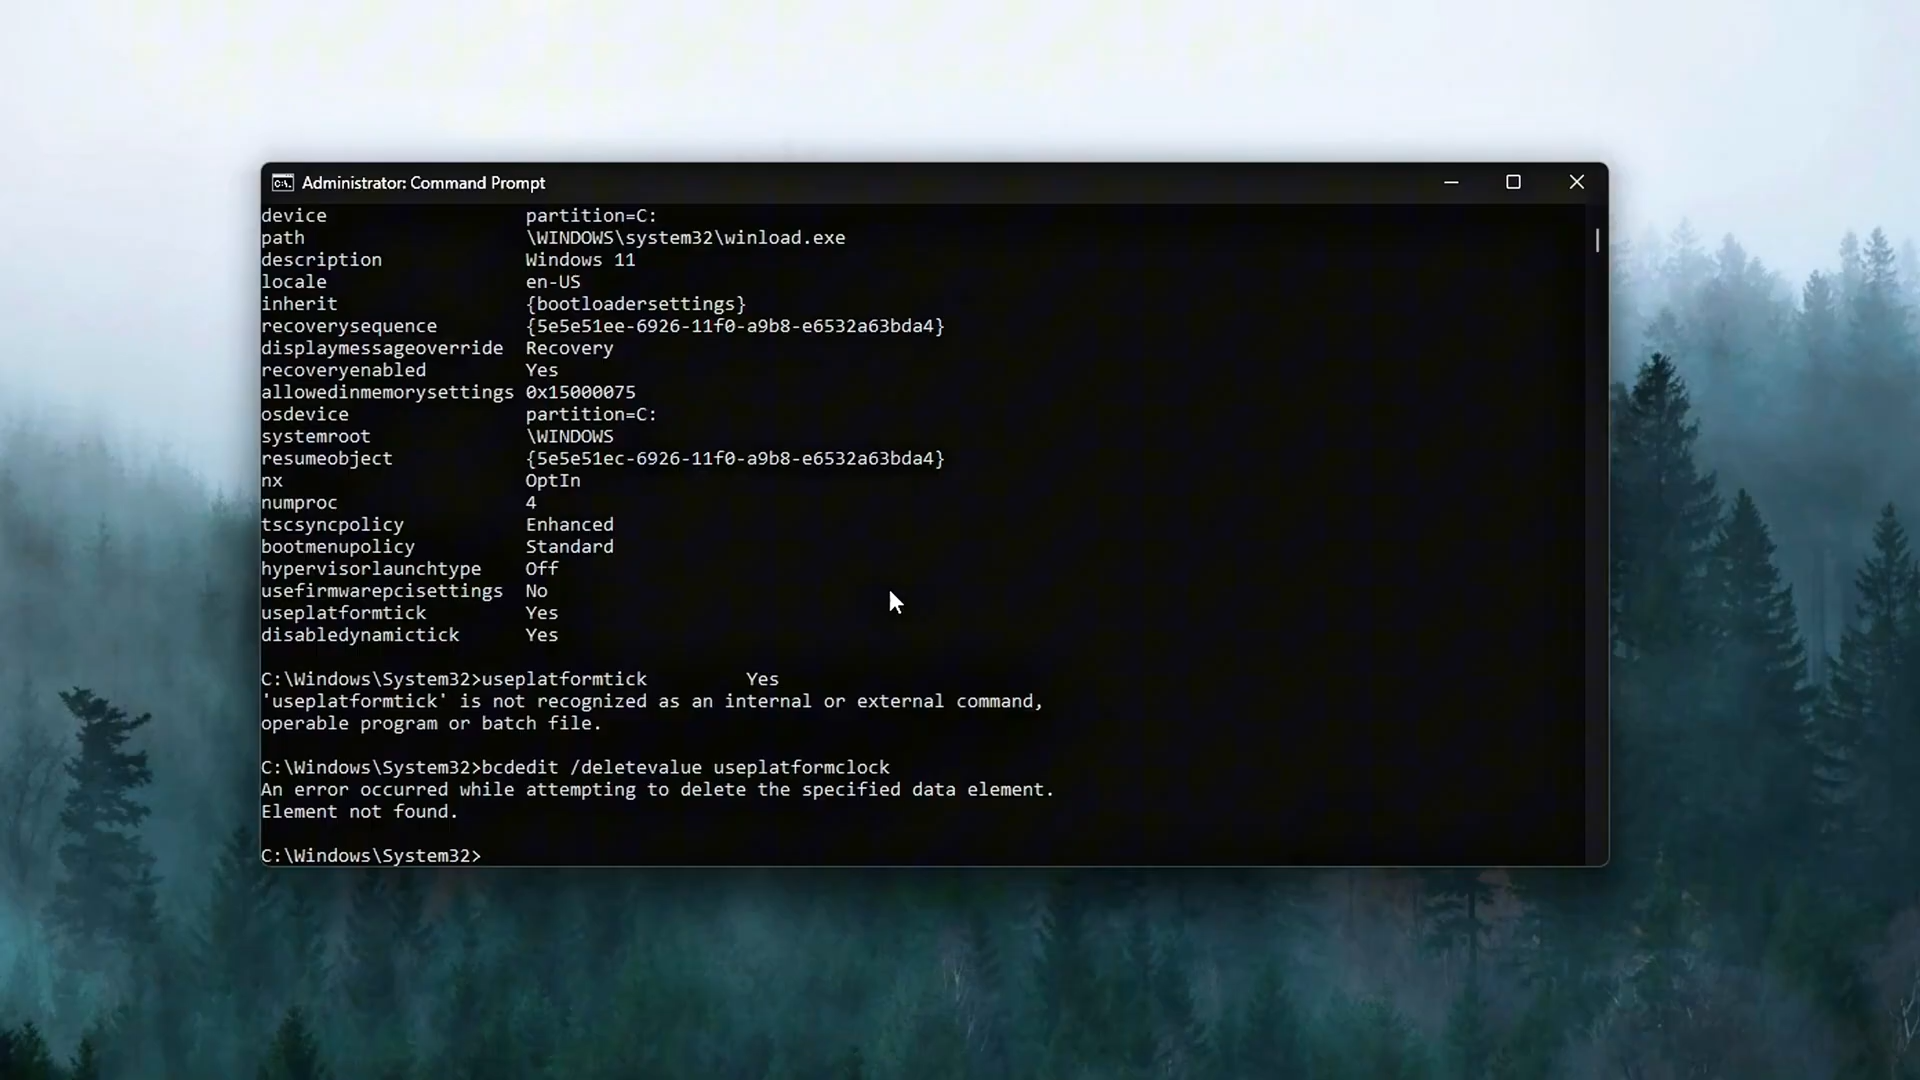 Administrator: Command Prompt
device partition=C:
path \WINDOWS\system32\winload.exe
description Windows 11
locale en-US
inherit {bootloadersettings}
recoverysequence {5e5e51ee-6926-11f0-a9b8-e6532a63bda4}
displaymessageoverride Recovery
recoveryenabled Yes
allowedinmemorysettings 0x15000075
osdevice partition=C:
systemroot \WINDOWS
resumeobject {5e5e51ec-6926-11f0-a9b8-e6532a63bda4}
nx OptIn
numproc 4
tscsyncpolicy Enhanced
bootmenupolicy Standard
hypervisorlaunchtype Off
usefirmwarepcisettings No
useplatformtick Yes
disabledynamictick Yes
C:\Windows\System32>useplatformtick Yes
'useplatformtick' is not recognized as an internal or external command,
operable program or batch file.
C:\Windows\System32>bcdedit /deletevalue useplatformclock
An error occurred while attempting to delete the specified data element.
Element not found.
C:\Windows\System32>